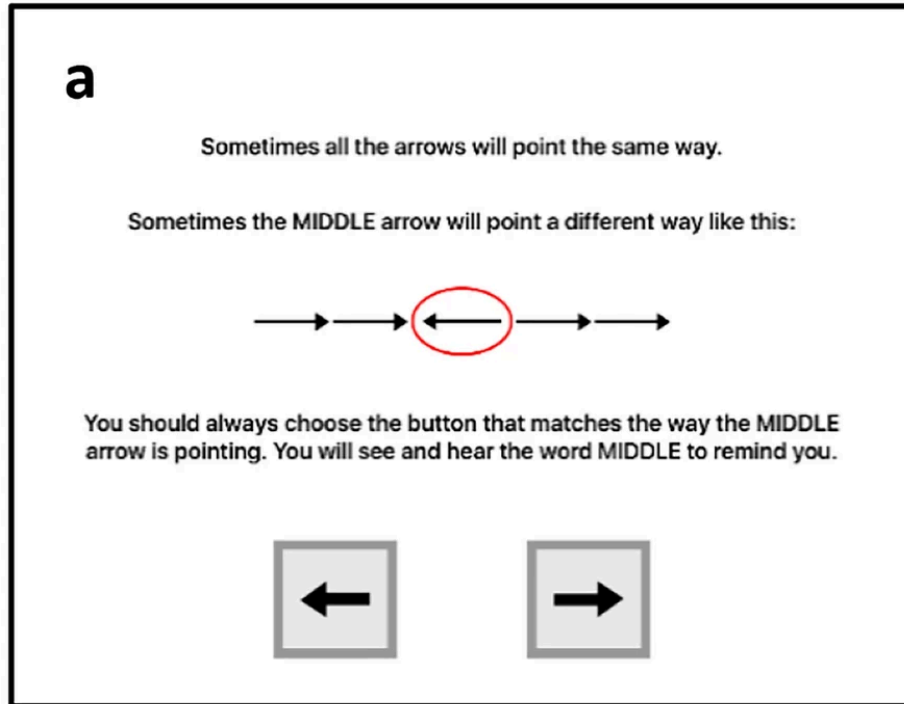 a
Sometimes all the arrows will point the same way.
Sometimes the MIDDLE arrow will point a different way like this:
You should always choose the button that matches the way the MIDDLE
arrow is pointing. You will see and hear the word MIDDLE to remind you.